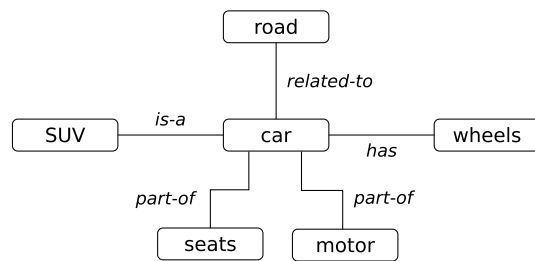 road
related-to
is-a
SUV
car
wheels
has
part-of
part-of
seats
motor